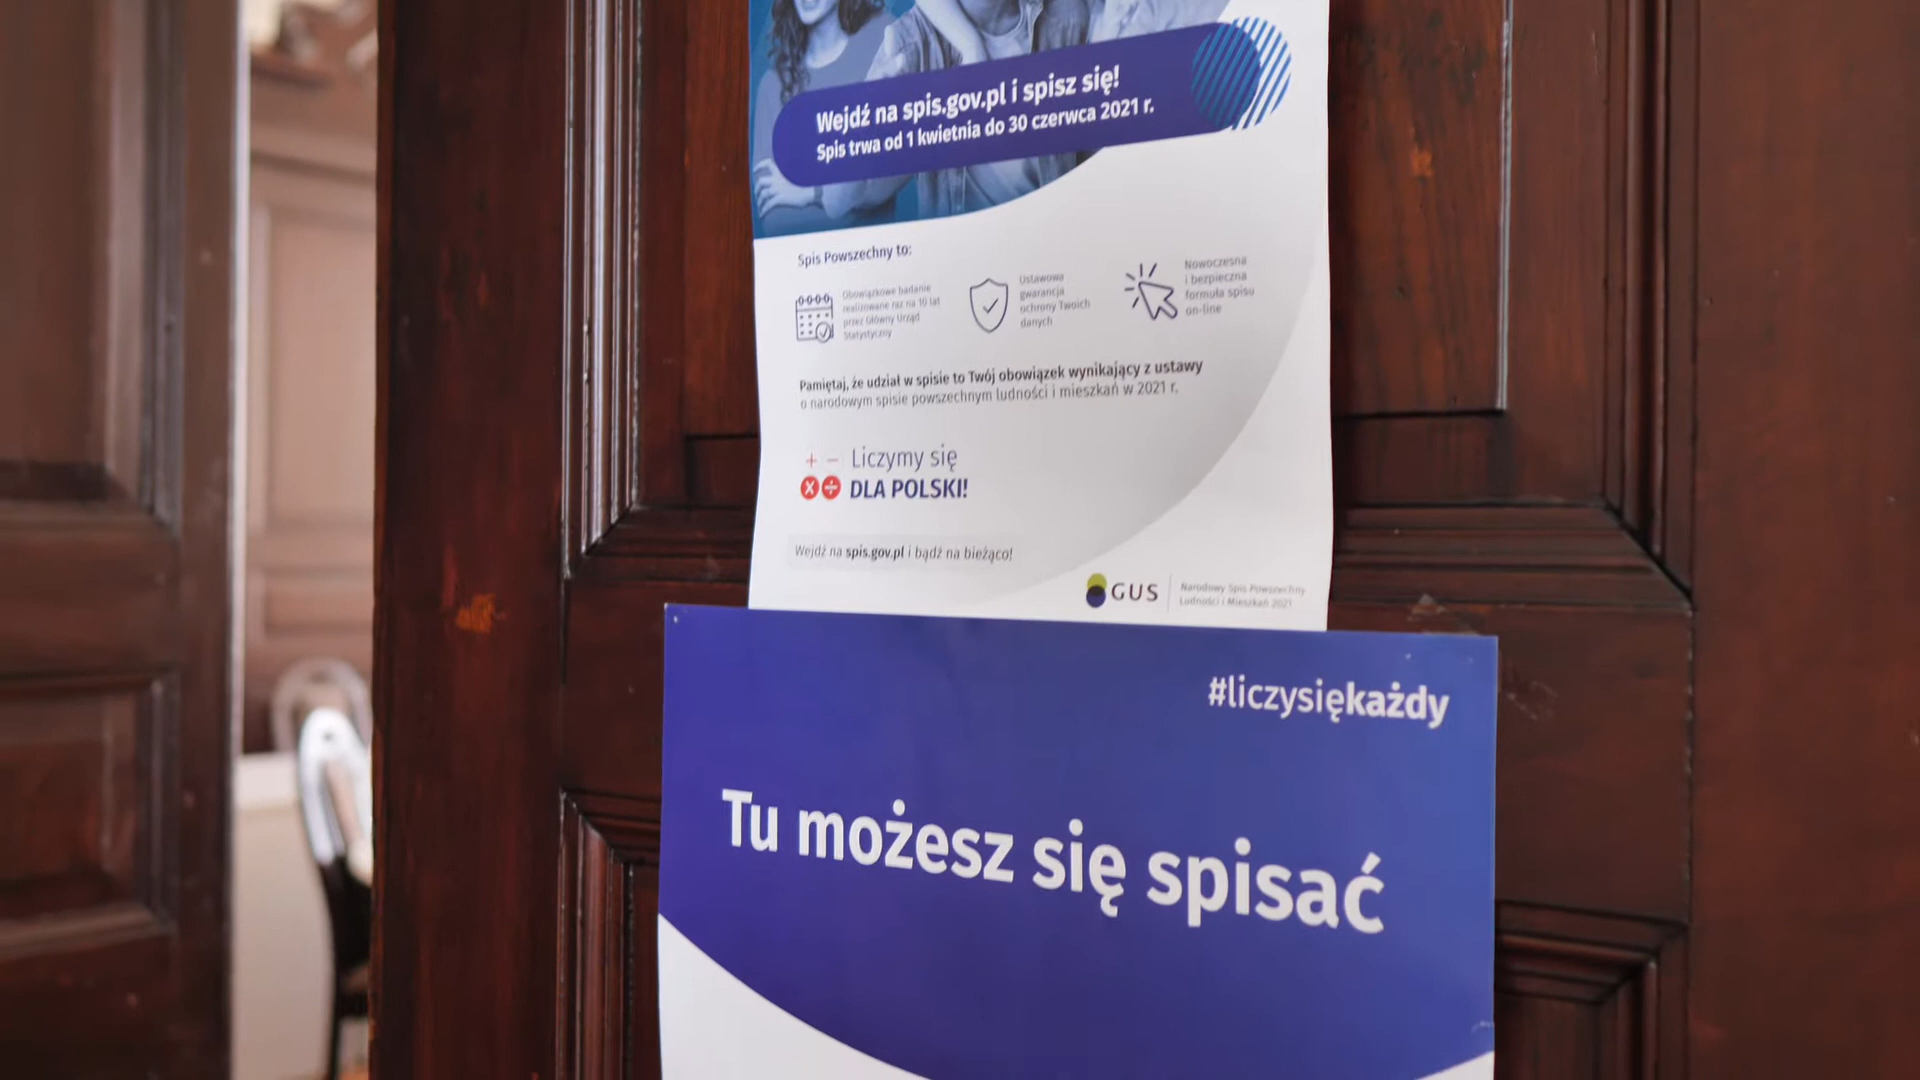 Wejdź na spis.gov.pl i spisz się!
Spis trwa od 1 kwietnia do 30 czerwca 2021 r.
Spis Powszechny to:
Obowiązkowe badanie
realizowane raz na 10 lat
przez Główny Urząd
Statystyczny
Ustawowa
gwarancja
ochrony Twoich
danych
Nowoczesna
i bezpieczna
formuła spisu
on-line
Pamiętaj, że udział w spisie to Twój obowiązek wynikający z ustawy
o narodowym spisie powszechnym ludności i mieszkań w 2021 r.
Liczymy się
DLA POLSKI!
Wejdź na spis.gov.pl i bądź na bieżąco!
GUS
Narodowy Spis Powszechny
Ludności i Mieszkań 2021
#liczysiękażdy
Tu możesz się spisać